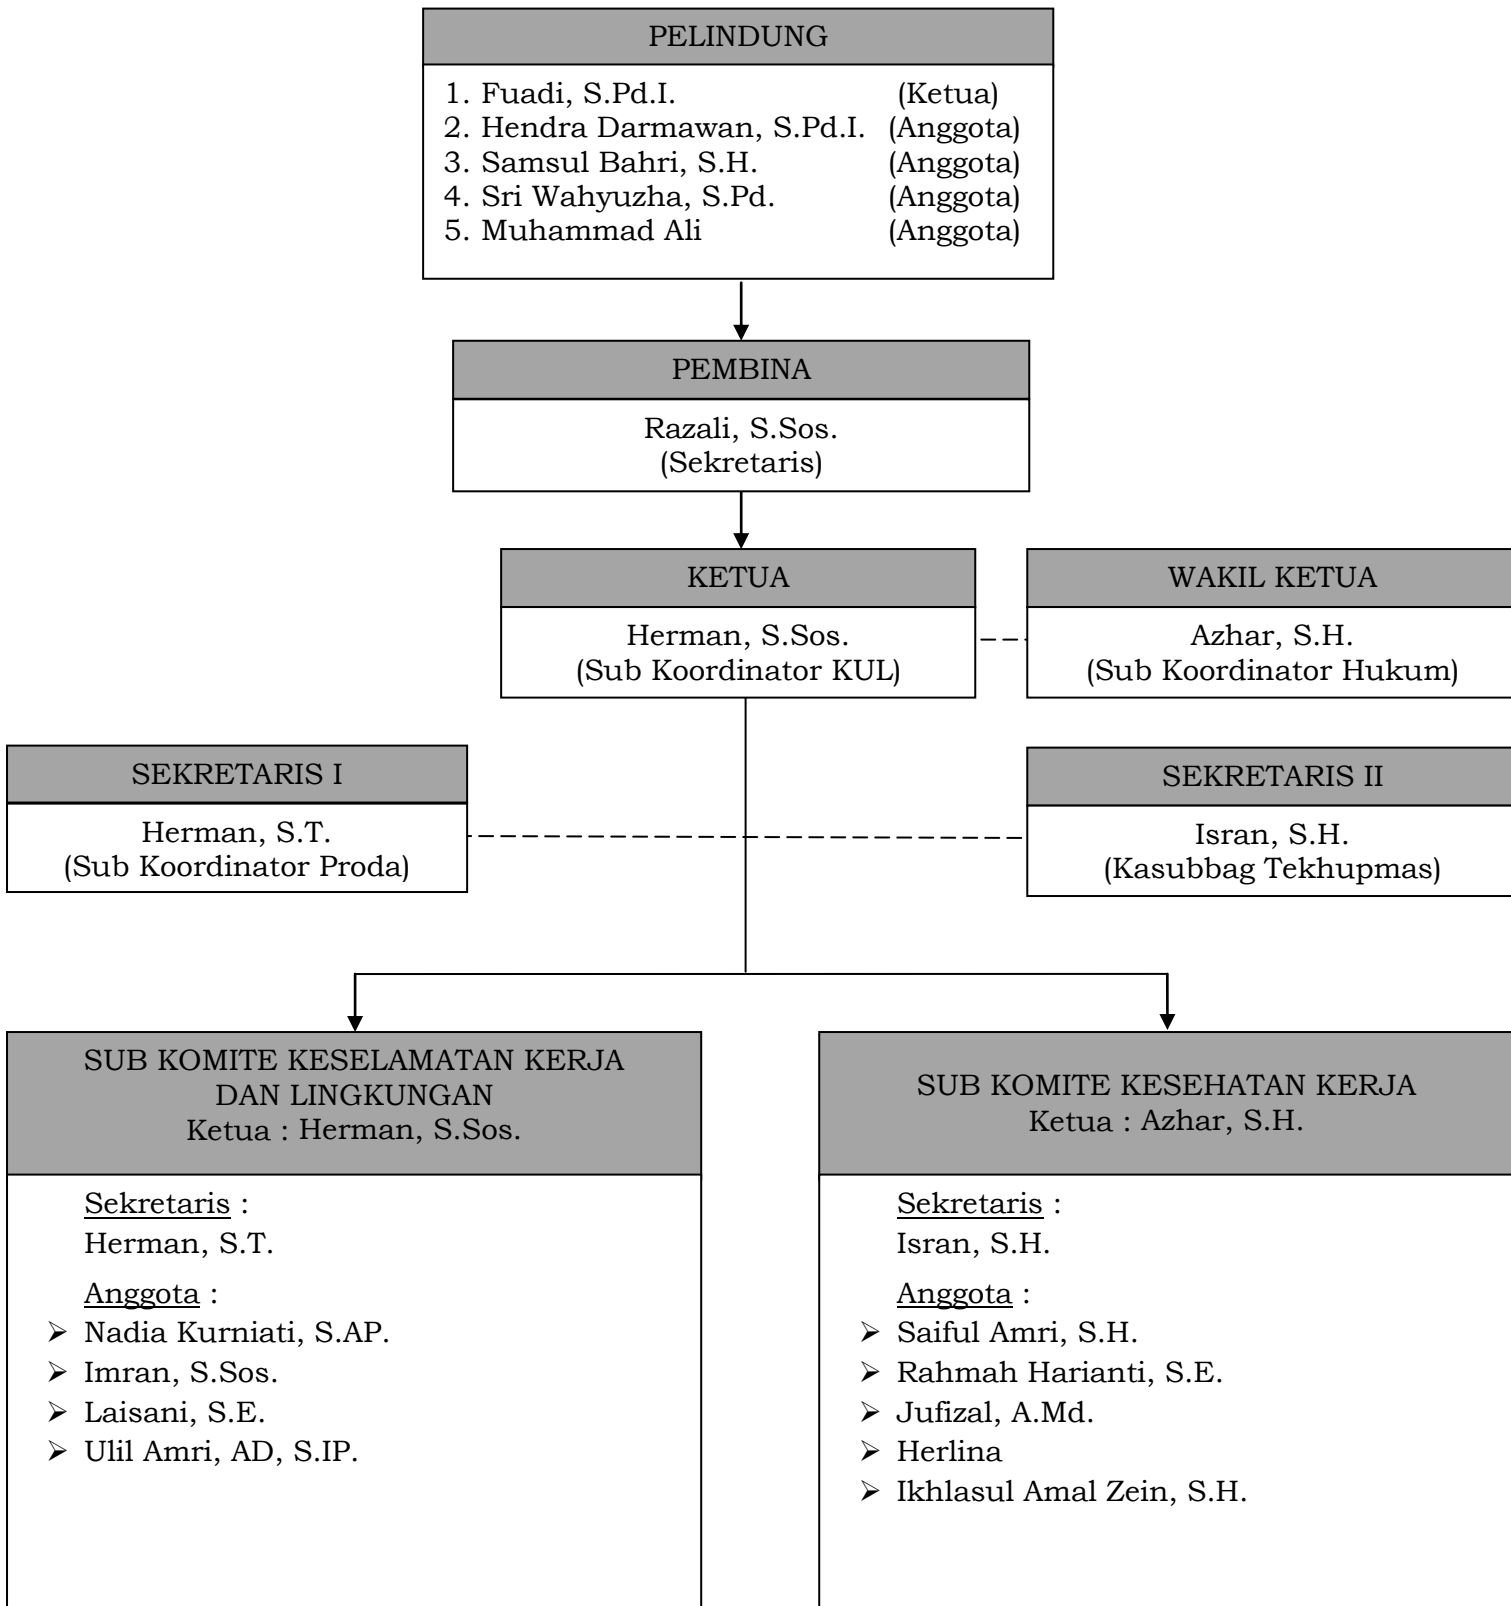 PELINDUNG
1. Fuadi, S.Pd.I. (Ketua)
2. Hendra Darmawan, S.Pd.I. (Anggota)
3. Samsul Bahri, S.H. (Anggota)
4. Sri Wahyuzha, S.Pd. (Anggota)
5. Muhammad Ali (Anggota)
PEMBINA
Razali, S.Sos.
(Sekretaris)
KETUA
Herman, S.Sos.
(Sub Koordinator KUL)
WAKIL KETUA
Azhar, S.H.
(Sub Koordinator Hukum)
SEKRETARIS I
Herman, S.T.
(Sub Koordinator Proda)
SEKRETARIS II
Isran, S.H.
(Kasubbag Tekhupmas)
SUB KOMITE KESELAMATAN KERJA
DAN LINGKUNGAN
Ketua : Herman, S.Sos.
Sekretaris :
Herman, S.T.
Anggota :
➢ Nadia Kurniati, S.AP.
➢ Imran, S.Sos.
➢ Laisani, S.E.
➢ Ulil Amri, AD, S.IP.
SUB KOMITE KESEHATAN KERJA
Ketua : Azhar, S.H.
Sekretaris :
Isran, S.H.
Anggota :
➢ Saiful Amri, S.H.
➢ Rahmah Harianti, S.E.
➢ Jufizal, A.Md.
➢ Herlina
➢ Ikhlasul Amal Zein, S.H.